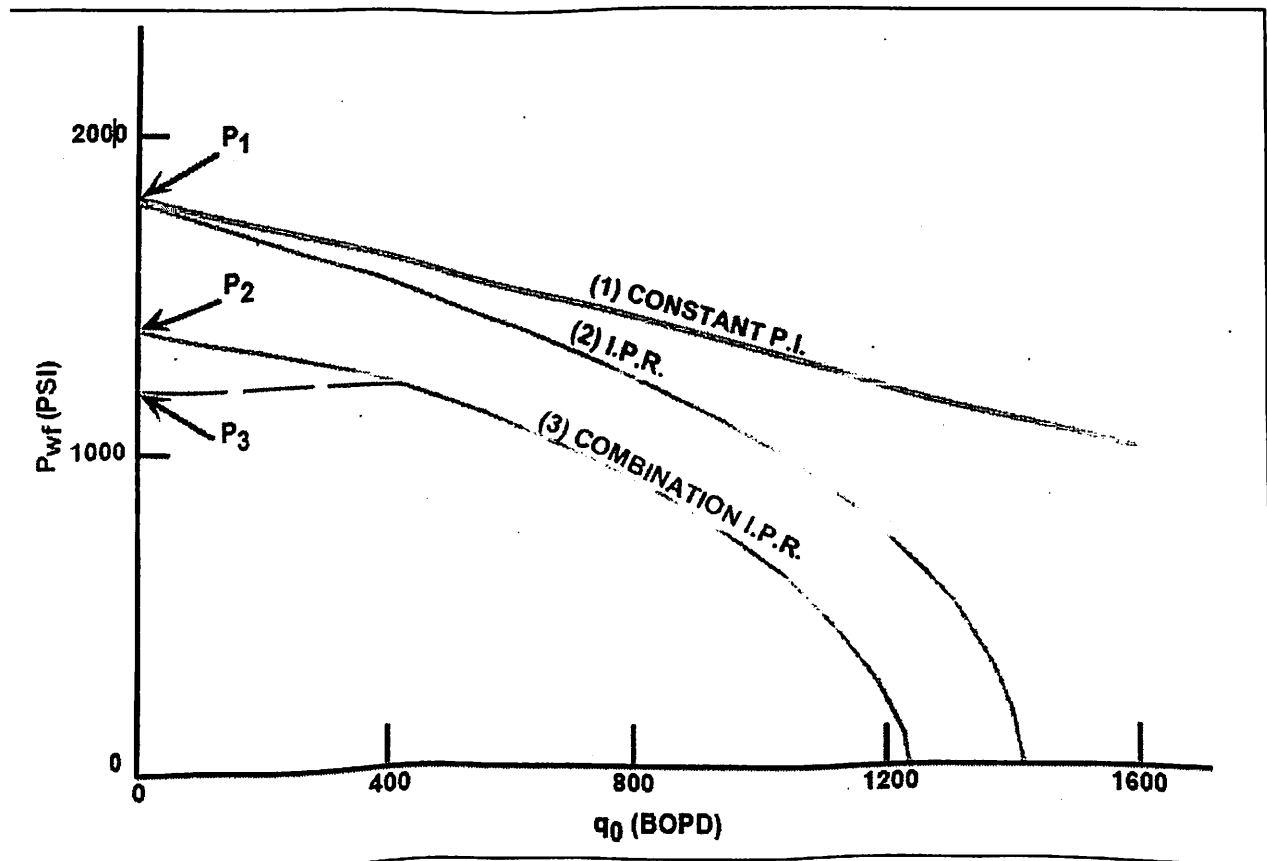 2000
P1
(1) CONSTANT P.I.
P2
(2) I.P.R.
Pwf (PSI)
P3
1000
(3) COMBINATION I.P.R.
0
0
400
800
1200
1600
q0 (BOPD)